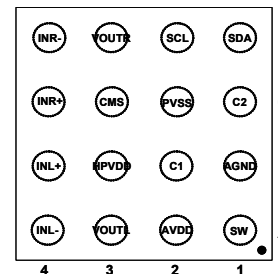 INR- VOUTR SCL SDA
INR+ CMS PVSS C2
INL+ HPVDD C1 AGND
INL- VOUTL AVDD SW
4 3 2 1